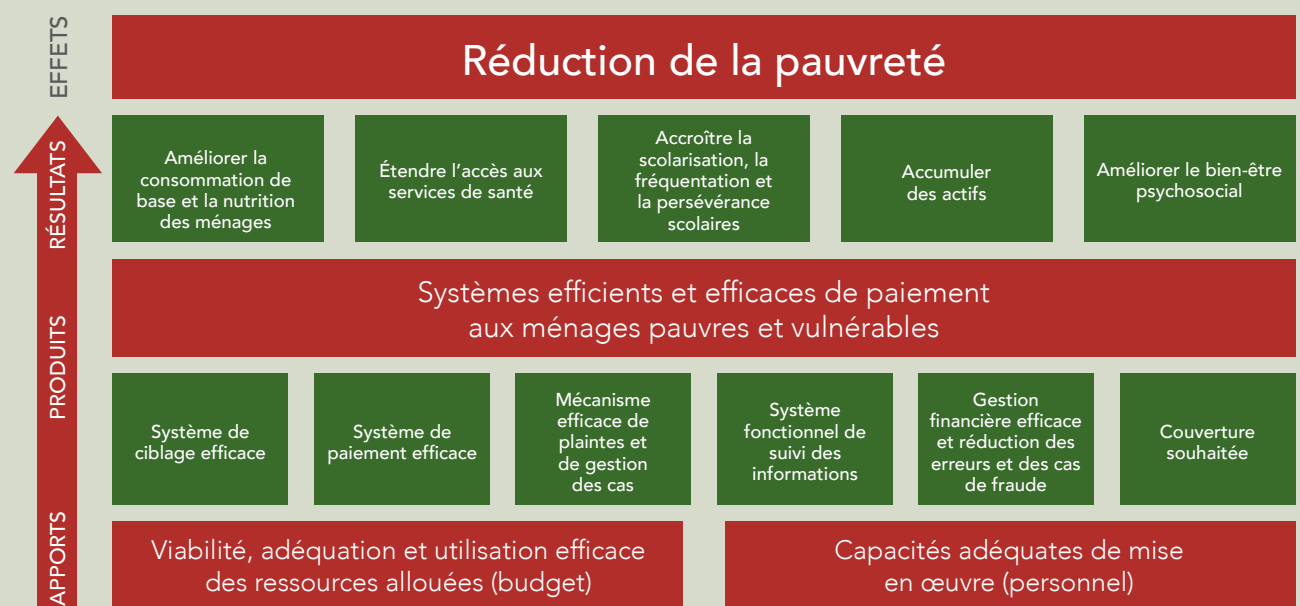 EFFETS
Réduction de la pauvreté
RÉSULTATS
Améliorer la
consommation de
base et la nutrition
des ménages
Étendre l'accès aux
services de santé
Accroître la
scolarisation, la
fréquentation et
la persévérance
scolaires
Accumuler
des actifs
Améliorer le bien-être
psychosocial
PRODUITS
Systèmes efficients et efficaces de paiement
aux ménages pauvres et vulnérables
Système de
ciblage efficace
Système de
paiement efficace
Mécanisme
efficace de
plaintes et
de gestion
des cas
Système
fonctionnel de
suivi des
informations
Gestion
financière efficace
et réduction des
erreurs et des cas
de fraude
Couverture
souhaitée
APPORTS
Viabilité, adéquation et utilisation efficace
des ressources allouées (budget)
Capacités adéquates de mise
en œuvre (personnel)